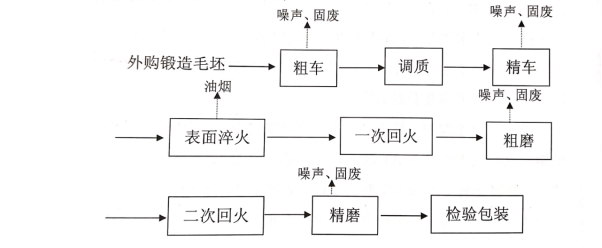 噪声、固废
噪声、固废
外购锻造毛坯
粗车
调质
精车
油烟
噪声、固废
表面淬火
一次回火
粗磨
噪声、固废
二次回火
精磨
检验包装